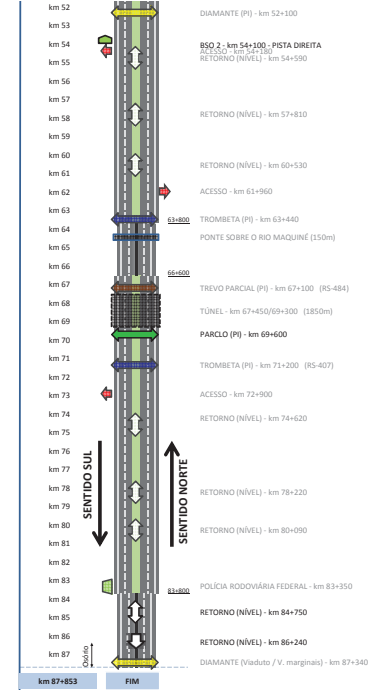 km 52
DIAMANTE (PI) - km 52+100
km 53
km 54
BSO 2 - km 54+100 - PISTA DIREITA
ACESSO - km 54+180
km 55
RETORNO (NÍVEL) - km 54+590
km 56
km 57
km 58
RETORNO (NÍVEL) - km 57+810
km 59
km 60
RETORNO (NÍVEL) - km 60+530
km 61
km 62
ACESSO - km 61+960
km 63
63+800
TROMBETA (PI) - km 63+440
km 64
PONTE SOBRE O RIO MAQUINÉ (150m)
km 65
km 66
66+600
km 67
TREVO PARCIAL (PI) - km 67+100 (RS-484)
km 68
TÚNEL - km 67+450/69+300 (1850m)
km 69
PARCLO (PI) - km 69+600
km 70
km 71
TROMBETA (PI) - km 71+200 (RS-407)
km 72
km 73
ACESSO - km 72+900
km 74
RETORNO (NÍVEL) - km 74+620
km 75
km 76
km 77
SENTIDO SUL
SENTIDO NORTE
km 78
RETORNO (NÍVEL) - km 78+220
km 79
km 80
RETORNO (NÍVEL) - km 80+090
km 81
km 82
km 83
POLÍCIA RODOVIÁRIA FEDERAL - km 83+350
83+800
km 84
RETORNO (NÍVEL) - km 84+750
km 85
km 86
RETORNO (NÍVEL) - km 86+240
Osório
km 87
DIAMANTE (Viaduto / V. marginais) - km 87+340
km 87+853
FIM